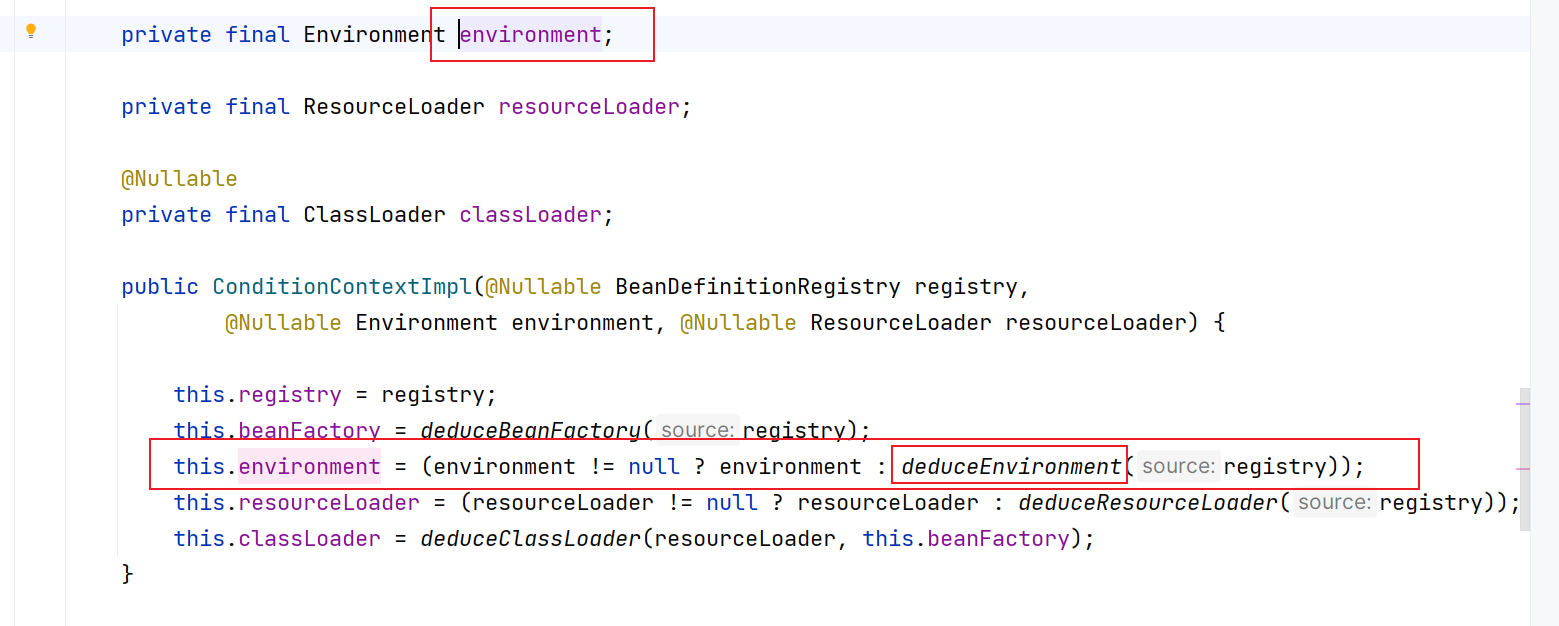 private final Environment environment;
private final ResourceLoader resourceLoader;
@Nullable
private final ClassLoader classLoader;
public ConditionContextImpl(@Nullable BeanDefinitionRegistry registry,
@Nullable Environment environment, @Nullable ResourceLoader resourceLoader) {
this.registry = registry;
this.beanFactory = deduceBeanFactory( source: registry);
this.environment = (environment != null ? environment : deduceEnvironment( source: registry));
this.resourceLoader = (resourceLoader != null ? resourceLoader : deduceResourceLoader( source: registry));
this.classLoader = deduceClassLoader(resourceLoader, this.beanFactory);
}